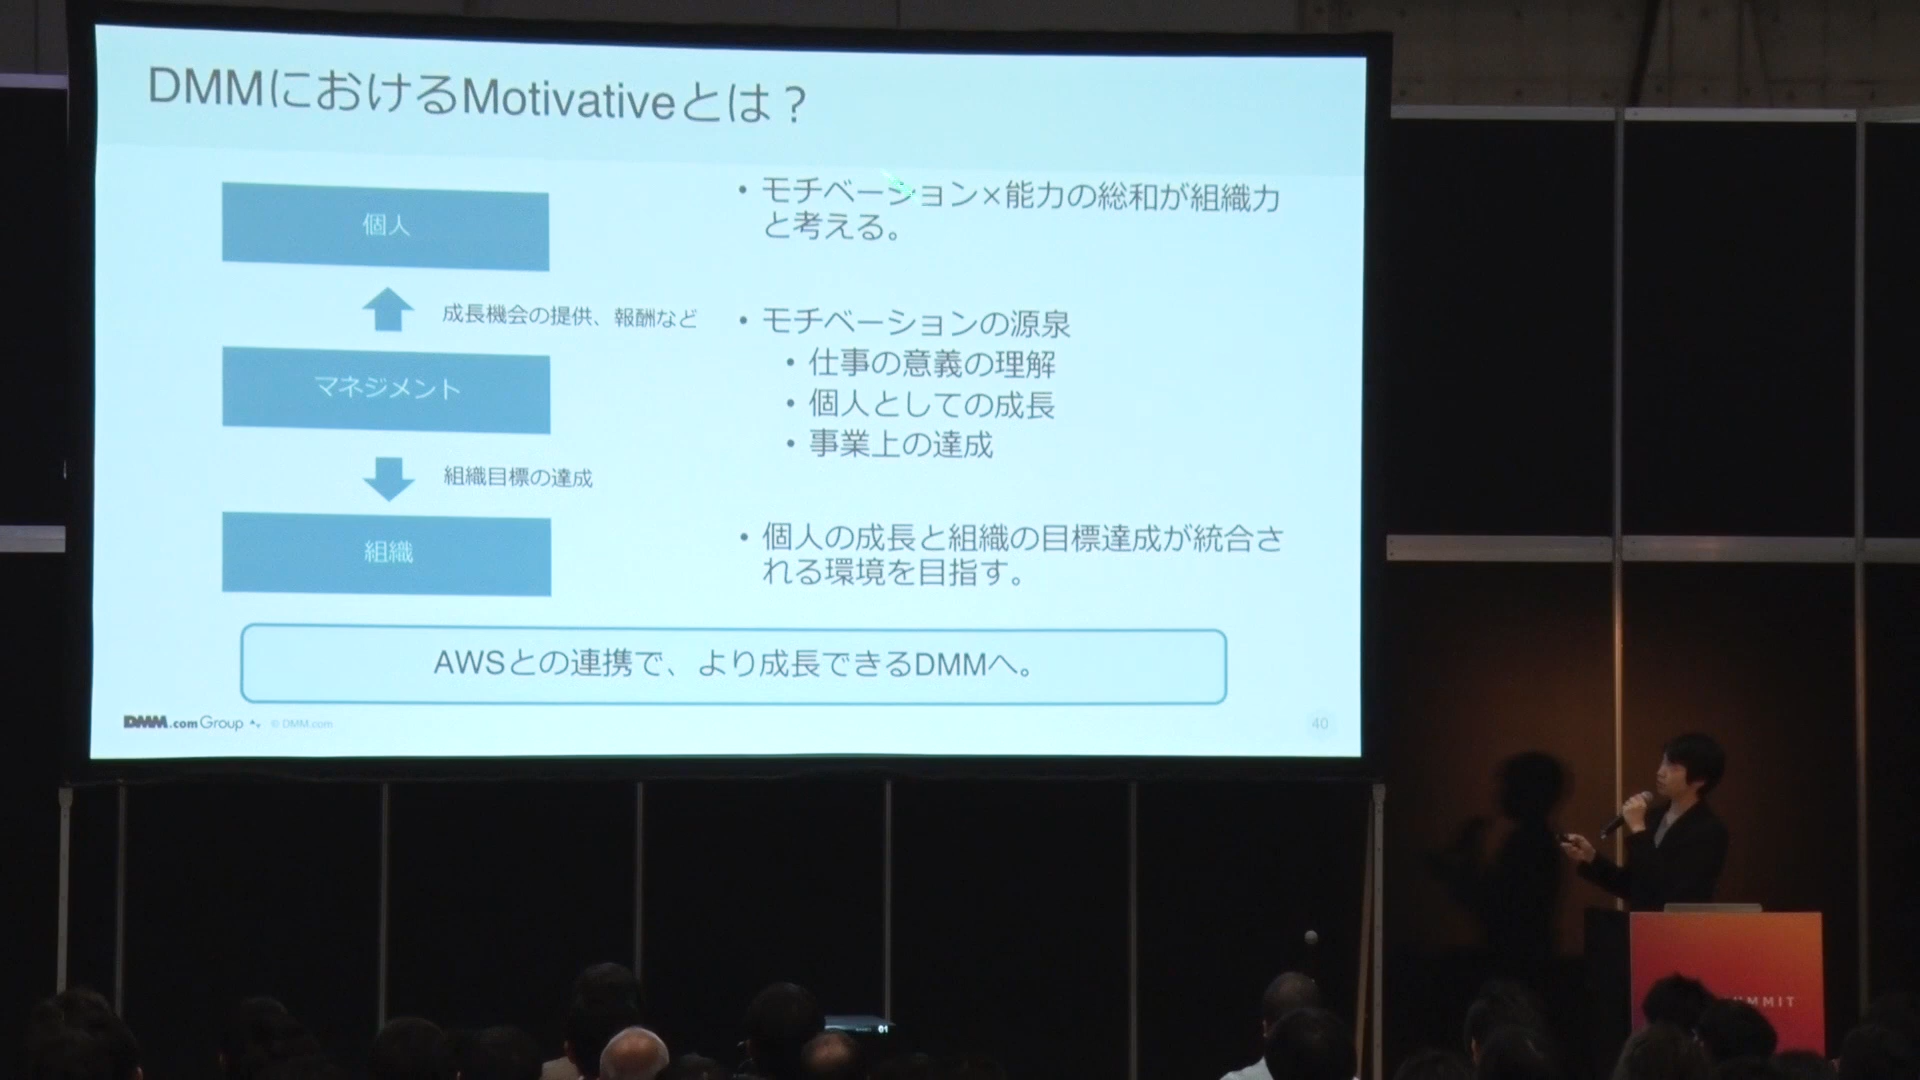 DMMにおけるMotivativeとは？
個人
成長機会の提供、報酬など
マネジメント
組織目標の達成
組織
・モチベーション×能力の総和が組織力
と考える。
・モチベーションの源泉
・仕事の意義の理解
・個人としての成長
・事業上の達成
・個人の成長と組織の目標達成が統合さ
れる環境を目指す。
AWSとの連携で、より成長できるDMMへ。
DMM.com Group © DMM.com
40
UMMIT
01